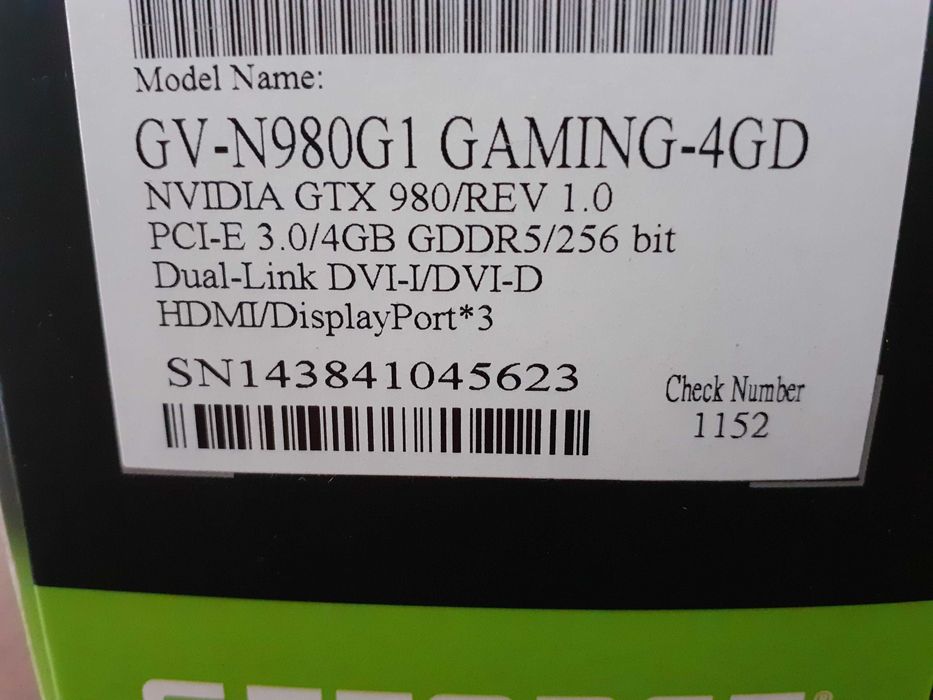 Model Name:
GV-N980G1 GAMING-4GD
NVIDIA GTX 980/REV 1.0
PCI-E 3.0/4GB GDDR5/256 bit
Dual-Link DVI-I/DVI-D
HDMI/DisplayPort*3
SN143841045623
Check Number
1152
GEFORCE®